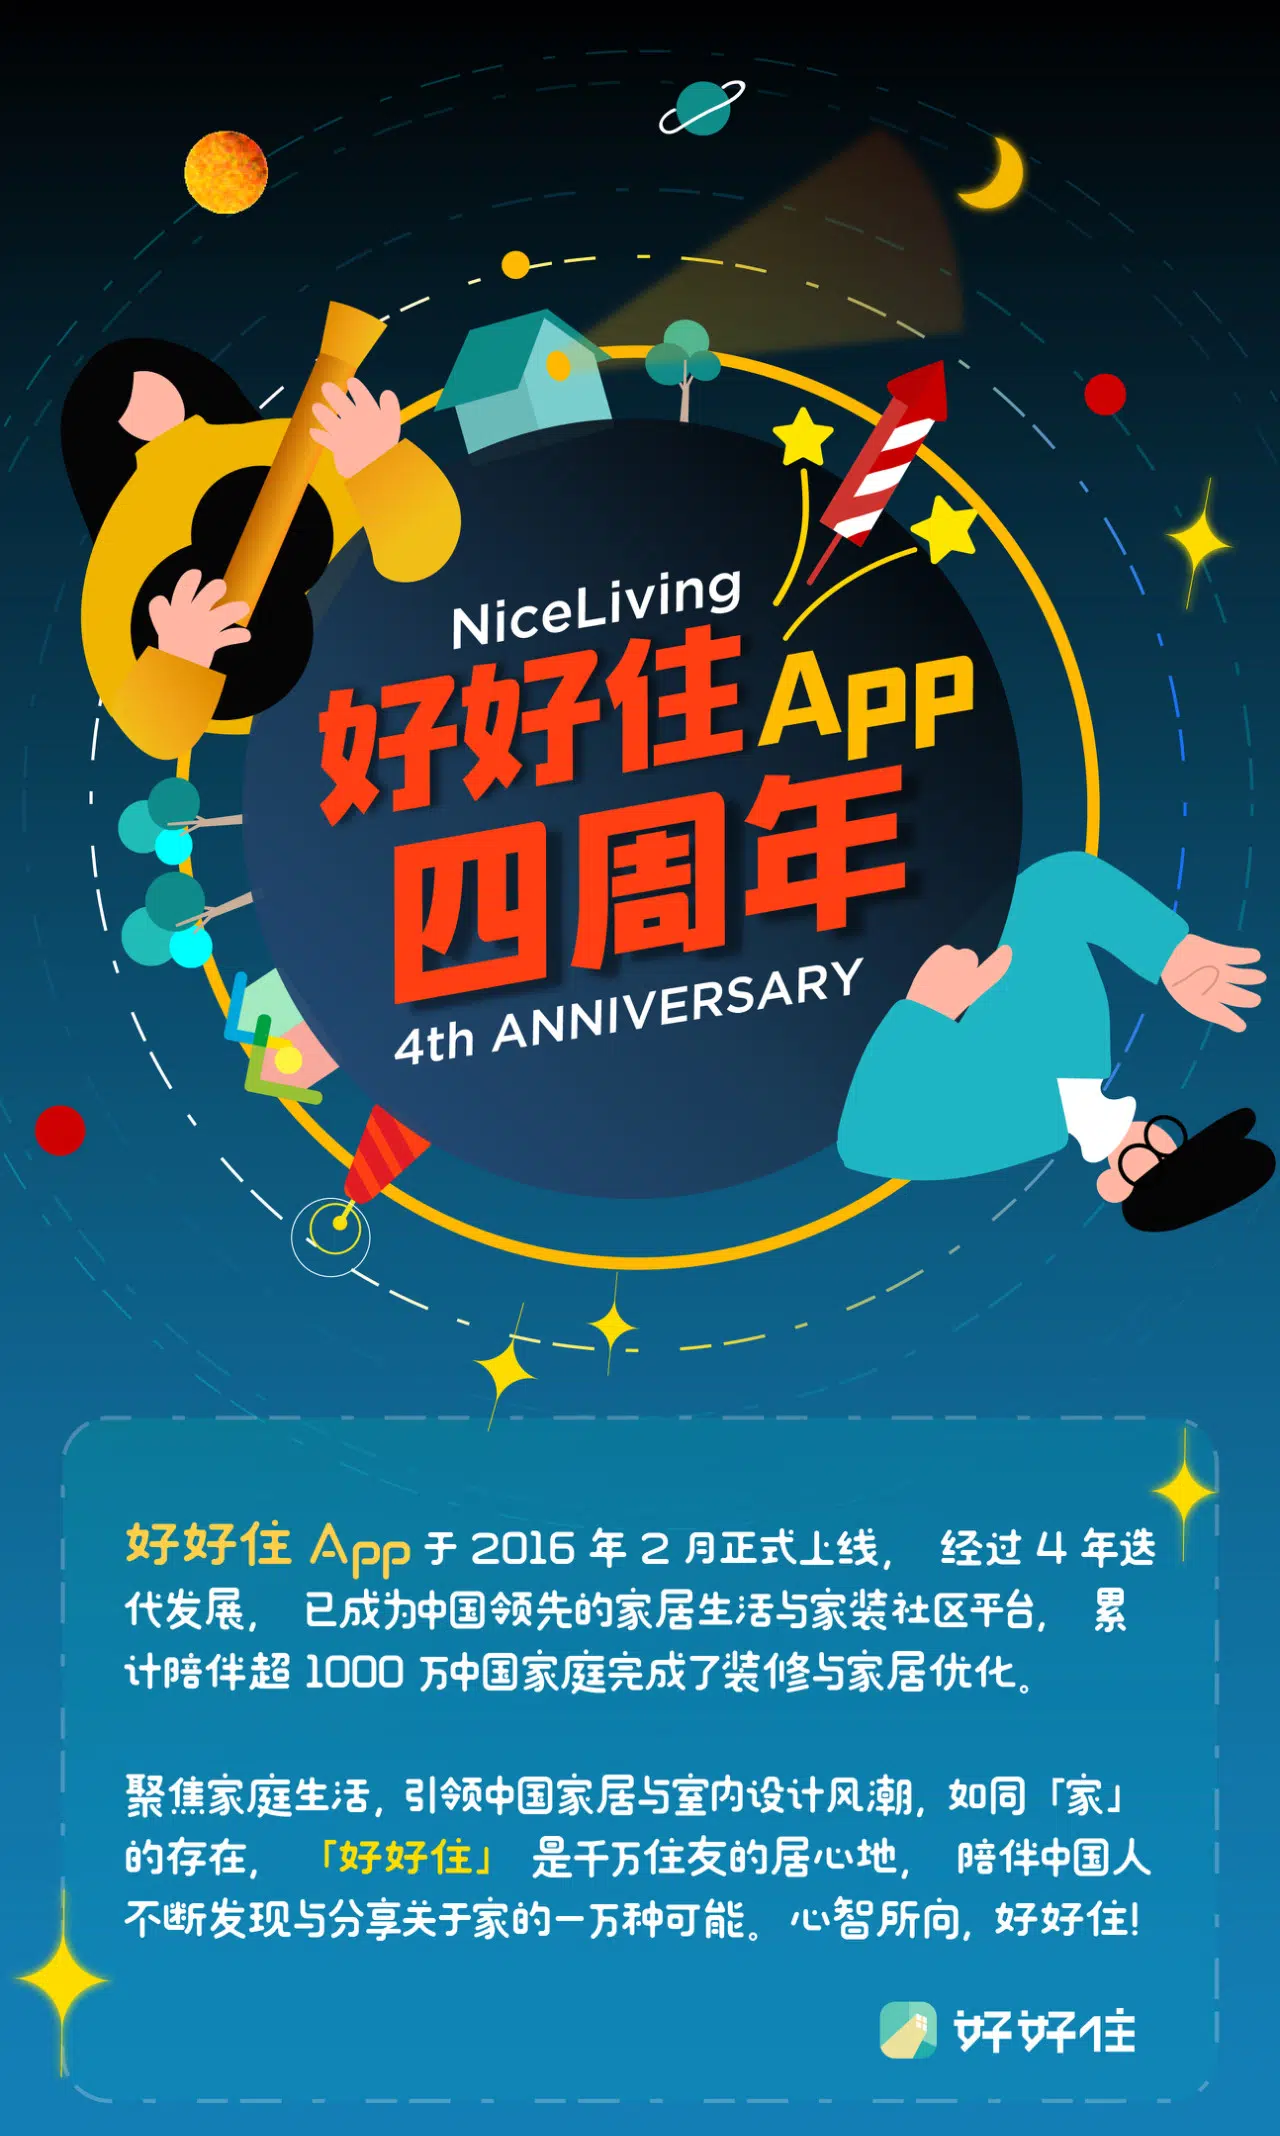 NiceLiving
好好住App
四周年
4th ANNIVERSARY
好好住 App 于 2016 年 2 月正式上线， 经过 4 年迭
代发展， 已成为中国领先的家居生活与家装社区平台， 累
计陪伴超 1000 万中国家庭完成了装修与家居优化。
聚焦家庭生活, 引领中国家居与室内设计风潮, 如同「家」
的存在， 「好好住」 是千万住友的居心地， 陪伴中国人
不断发现与分享关于家的一万种可能。心智所向, 好好住!
好好住